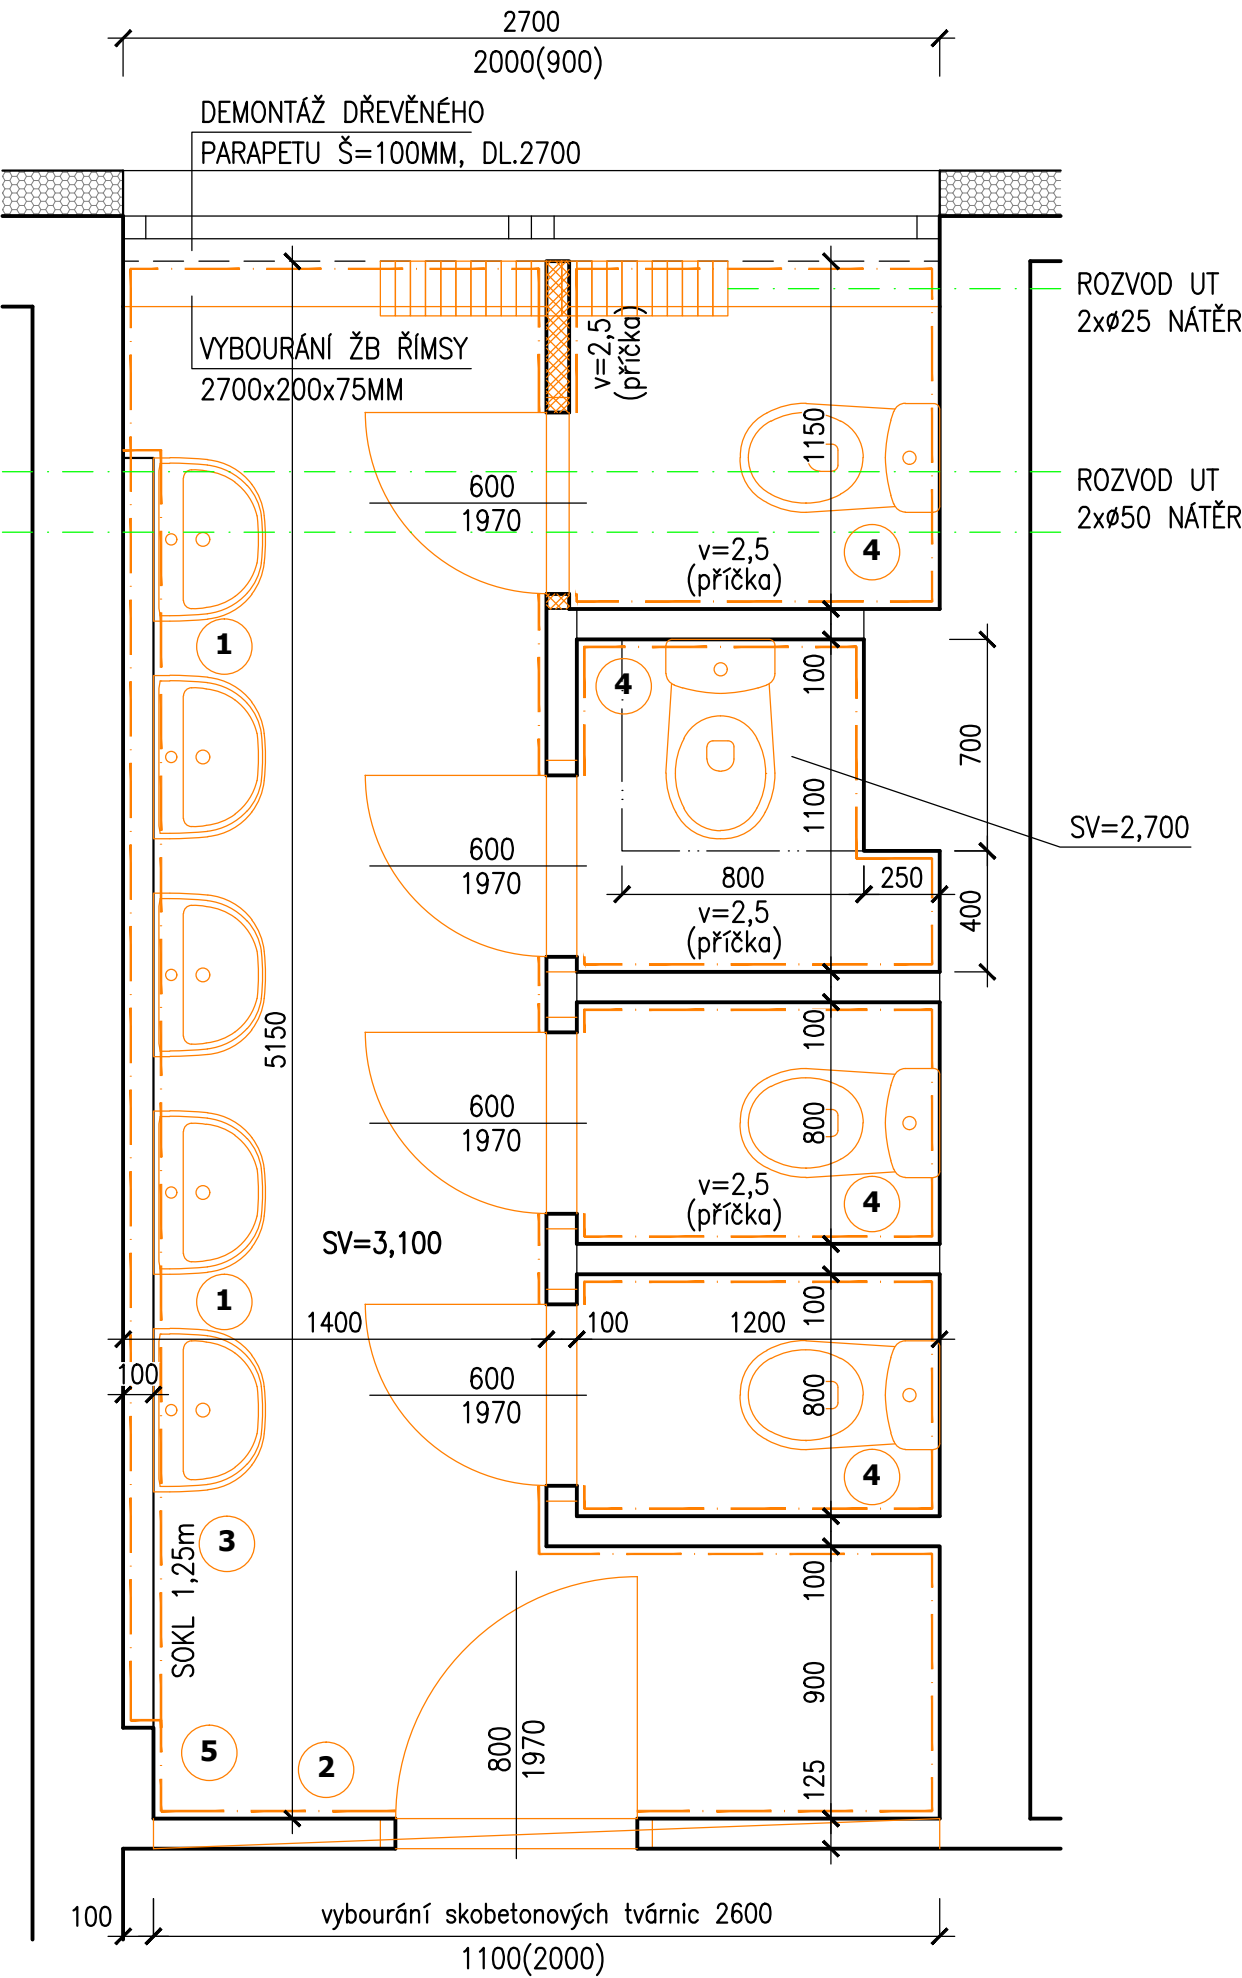 2700
2000(900)
DEMONTÁŽ DŘEVĚNÉHO
PARAPETU Š=100MM, DL.2700
ROZVOD UT
2xø25 NÁTĚR
VYBOURÁNÍ ŽB ŘÍMSY
2700x200x75MM
v=2,5
(příčka)
1150
600
1970
ROZVOD UT
2xø50 NÁTĚR
v=2,5
(příčka)
4
1
4
100
700
1100
SV=2,700
600
1970
800
250
400
v=2,5
(příčka)
5150
100
600
1970
800
v=2,5
(příčka)
4
SV=3,100
1
100
1400
100
1200
100
600
1970
800
4
3
SOKL 1,25m
100
900
800
1970
5
2
125
100
vybourání skobetonových tvárnic 2600
1100(2000)